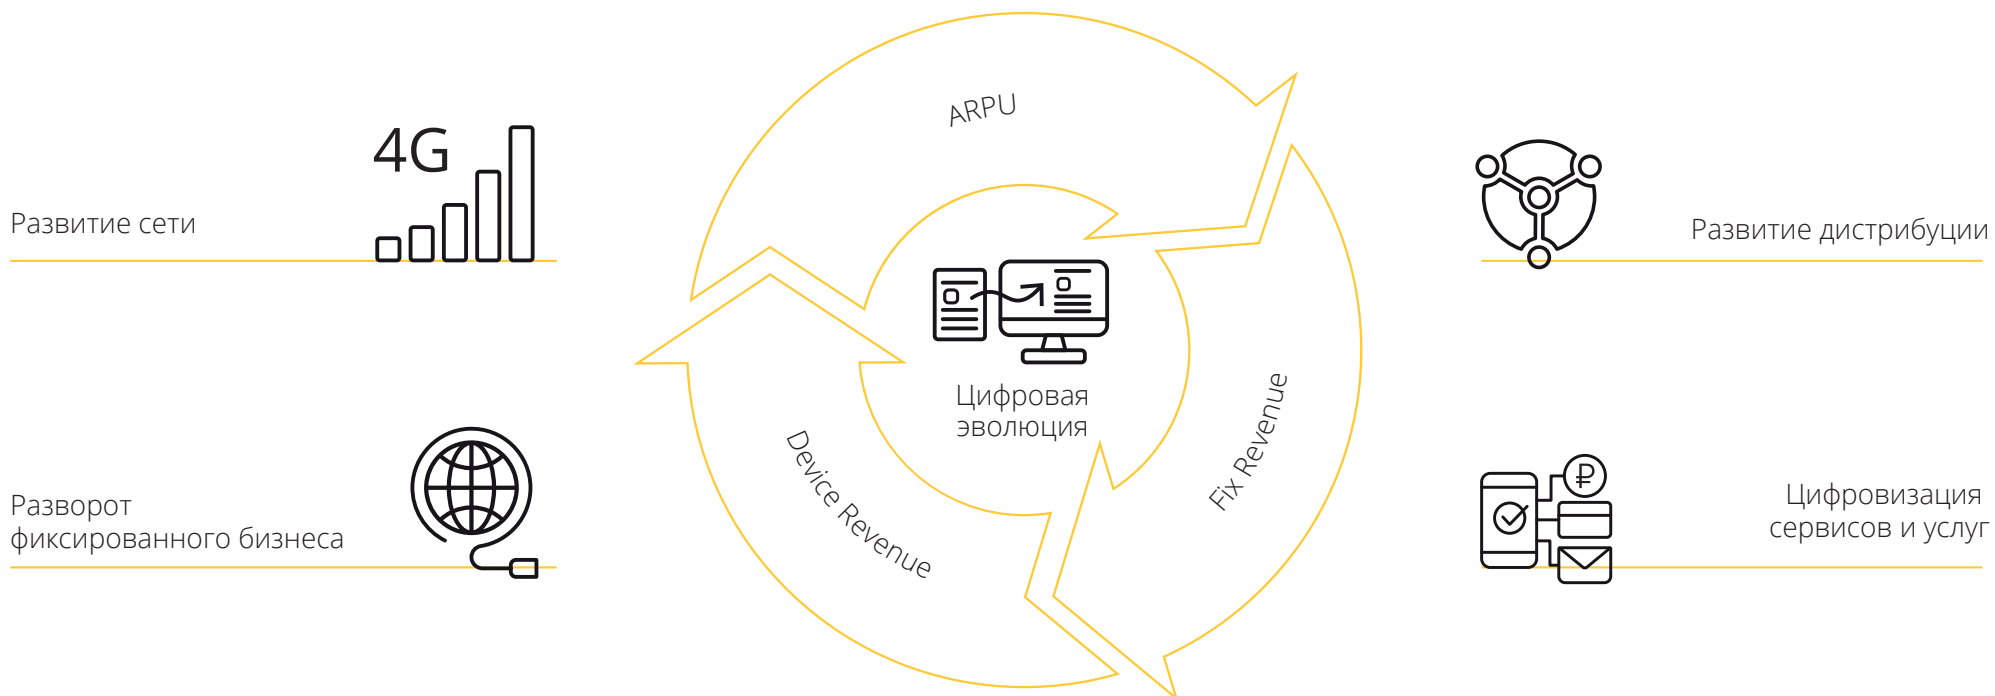 4G
Развитие сети
Разворот
фиксированного бизнеса
ARPU
Цифровая
эволюция
Fix Revenue
Device Revenue
Развитие дистрибуции
₽
Цифровизация
сервисов и услуг